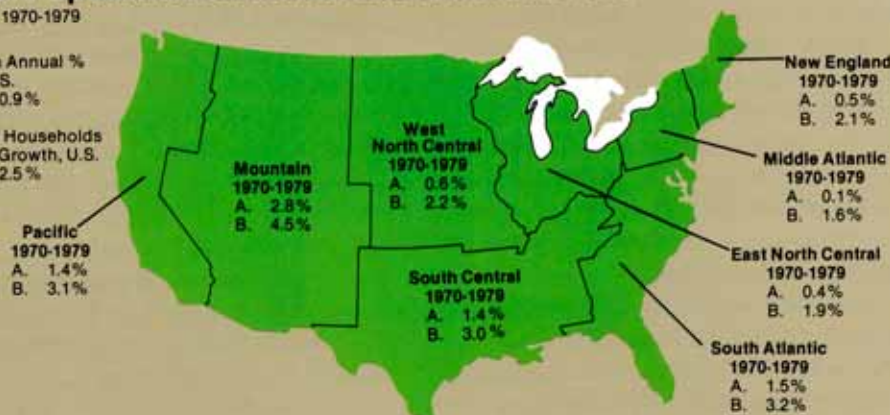 1970-1979
Annual %
S.
0.9%
Households
Growth, U.S.
2.5%
Pacific
1970-1979
A. 1.4%
B. 3.1%
Mountain
1970-1979
A. 2.8%
B. 4.5%
West
North Central
1970-1979
A. 0.6%
B. 2.2%
South Central
1970-1979
A. 1.4%
B. 3.0%
New England
1970-1979
A. 0.5%
B. 2.1%
Middle Atlantic
1970-1979
A. 0.1%
B. 1.6%
East North Central
1970-1979
A. 0.4%
B. 1.9%
South Atlantic
1970-1979
A. 1.5%
B. 3.2%